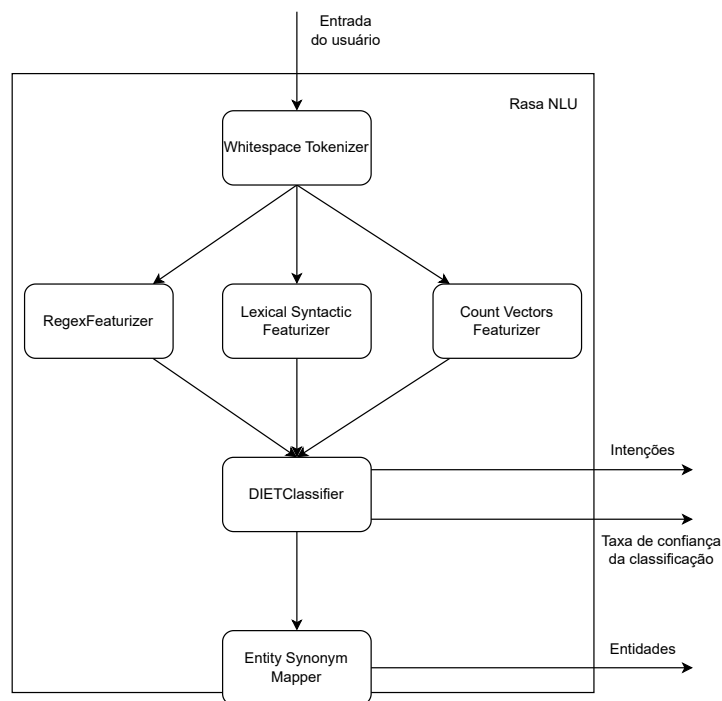 Entrada
do usuário
Rasa NLU
Whitespace Tokenizer
RegexFeaturizer
Lexical Syntactic
Featurizer
Count Vectors
Featurizer
Intenções
DIETClassifier
Taxa de confiança
da classificação
Entity Synonym
Mapper
Entidades